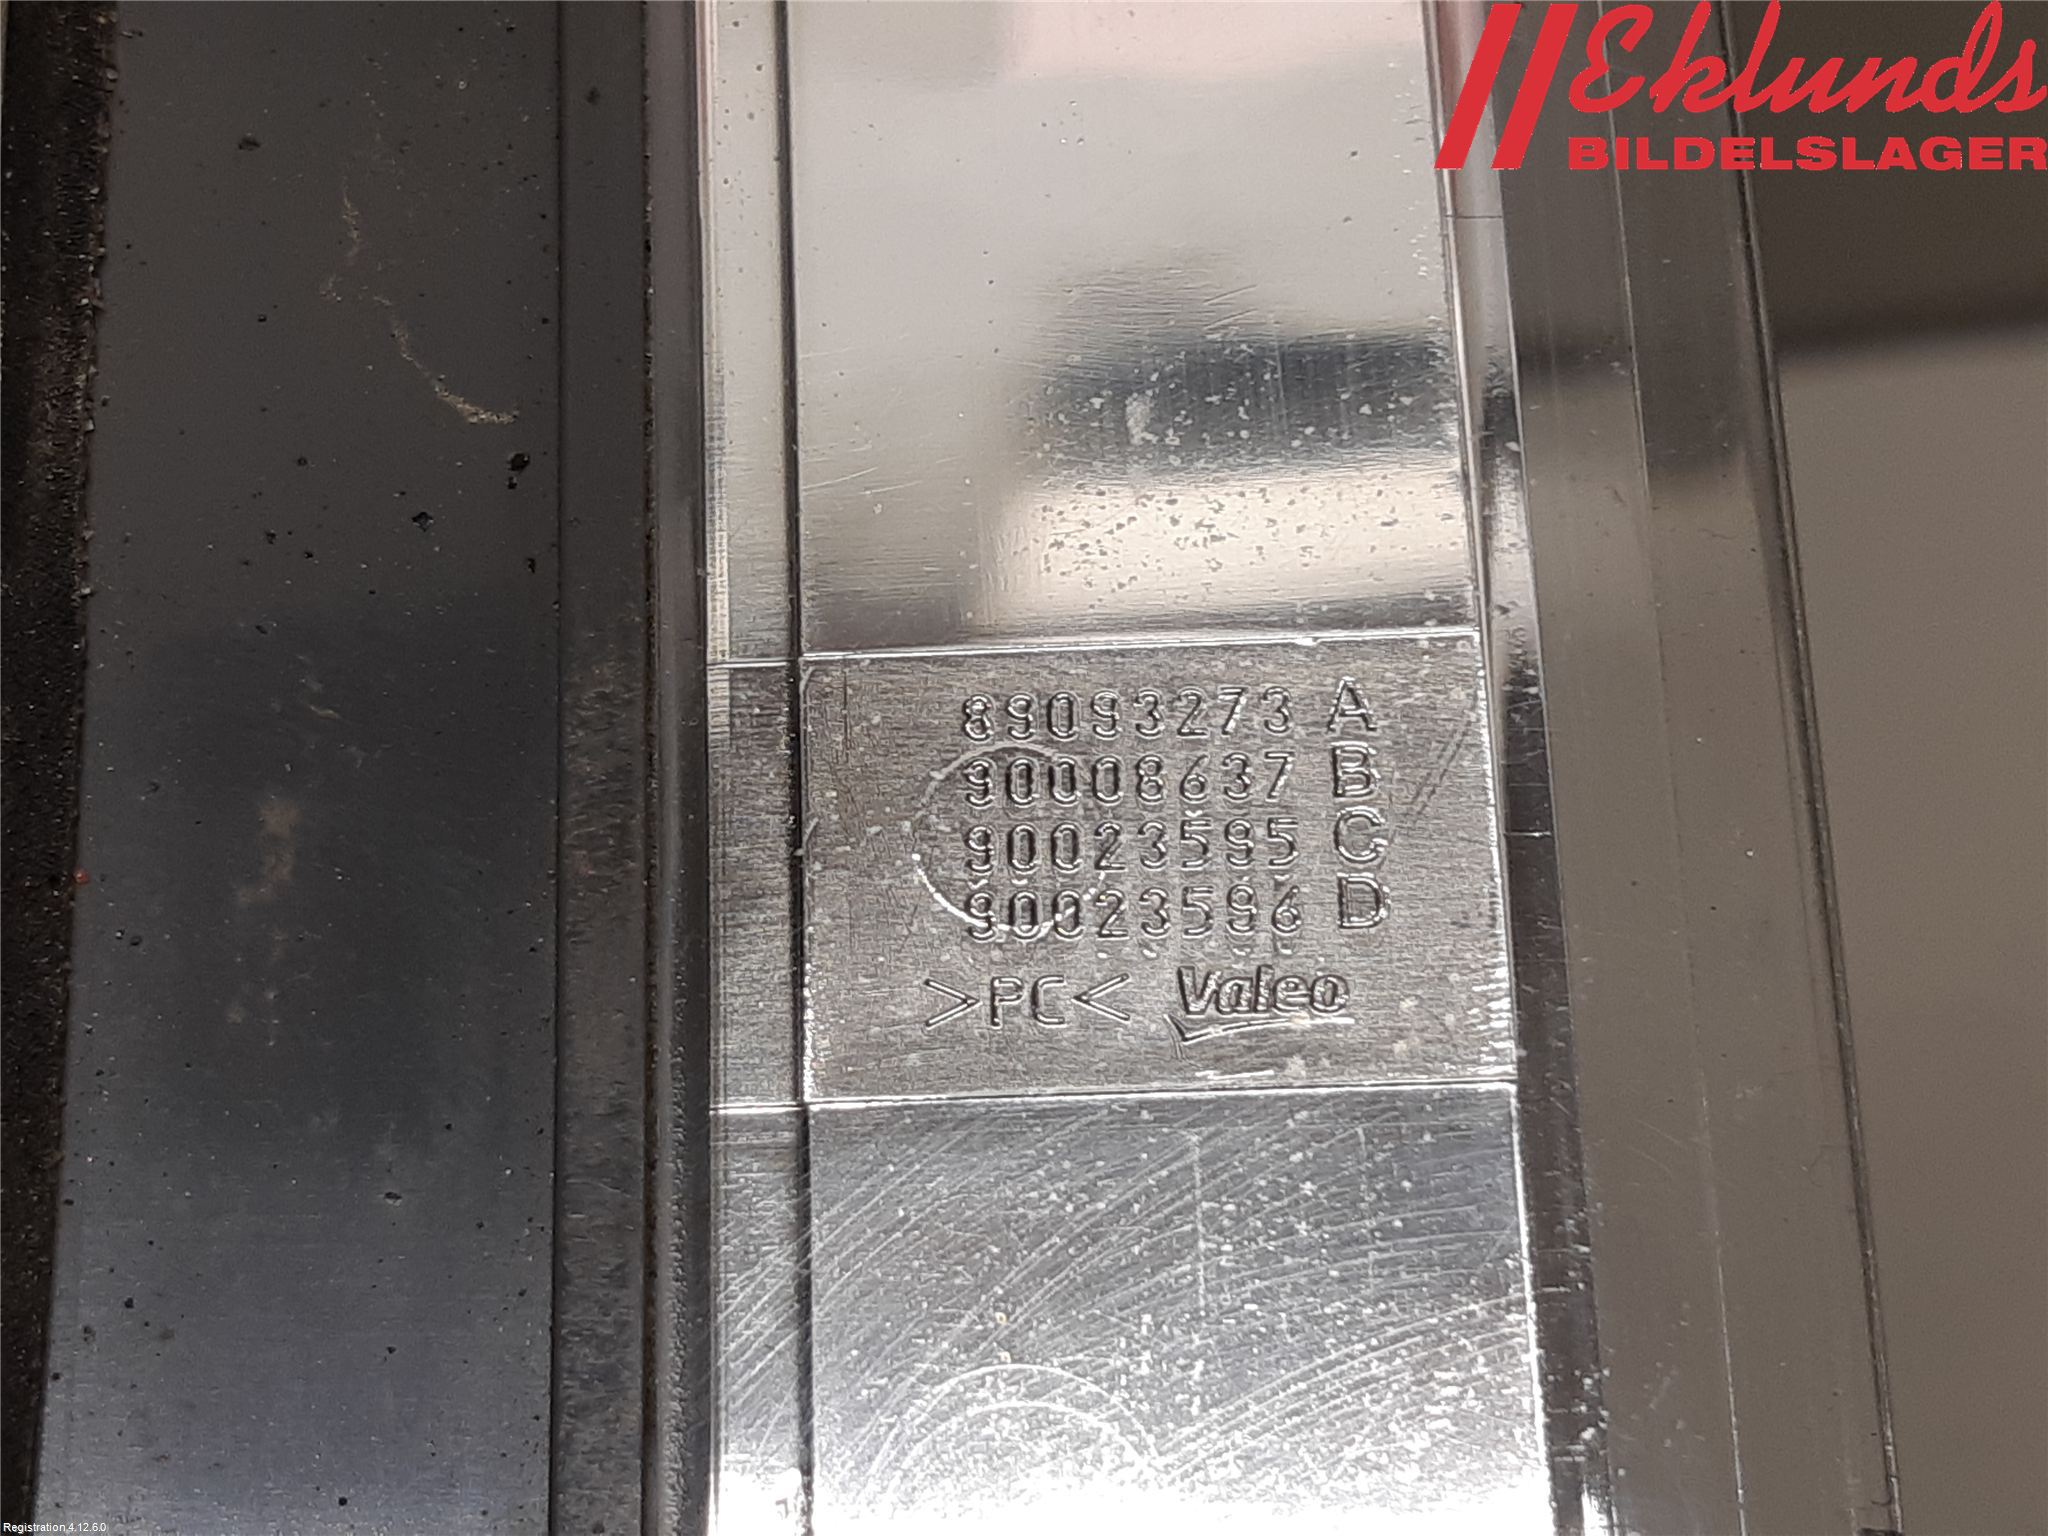 Eklunds
BILDELSLAGER
89093273 A
90008637 B
90023595 C
90023596 D
>PC< Valeo
Registration 4.12.6.0